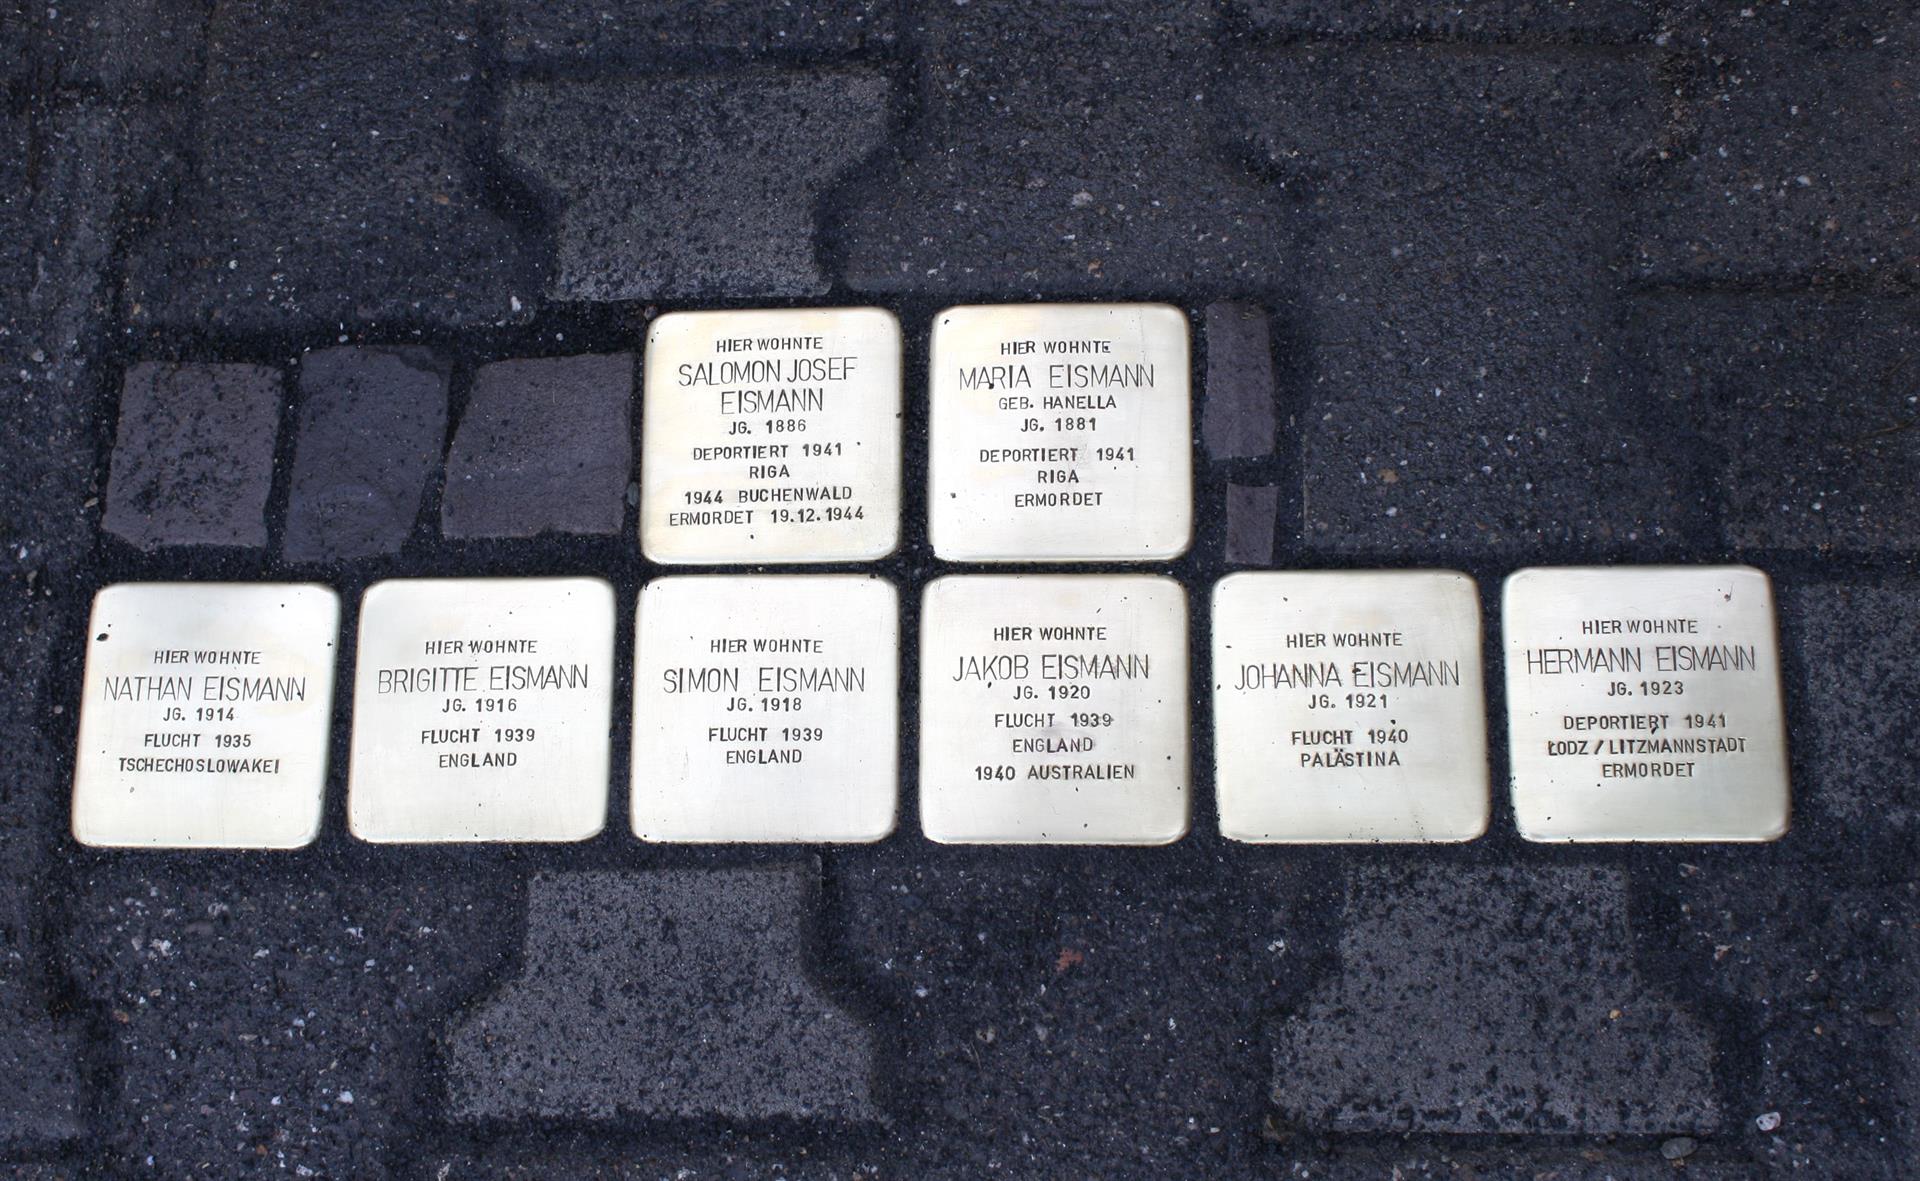 HIER WOHNTE
SALOMON JOSEF
EISMANN
JG. 1886
DEPORTIERT 1941
RIGA
1944 BUCHENWALD
ERMORDET 19.12.1944
HIER WOHNTE
MARIA EISMANN
GEB. HANELLA
JG. 1881
DEPORTIERT 1941
RIGA
ERMORDET
HIER WOHNTE
NATHAN EISMANN
JG. 1914
FLUCHT 1935
TSCHECHOSLOWAKEI
HIER WOHNTE
BRIGITTE EISMANN
JG. 1916
FLUCHT 1939
ENGLAND
HIER WOHNTE
SIMON EISMANN
JG. 1918
FLUCHT 1939
ENGLAND
HIER WOHNTE
JAKOB EISMANN
JG. 1920
FLUCHT 1939
ENGLAND
1940 AUSTRALIEN
HIER WOHNTE
JOHANNA EISMANN
JG. 1921
FLUCHT 1940
PALÄSTINA
HIER WOHNTE
HERMANN EISMANN
JG. 1923
DEPORTIERT 1941
ŁODZ / LITZMANNSTADT
ERMORDET